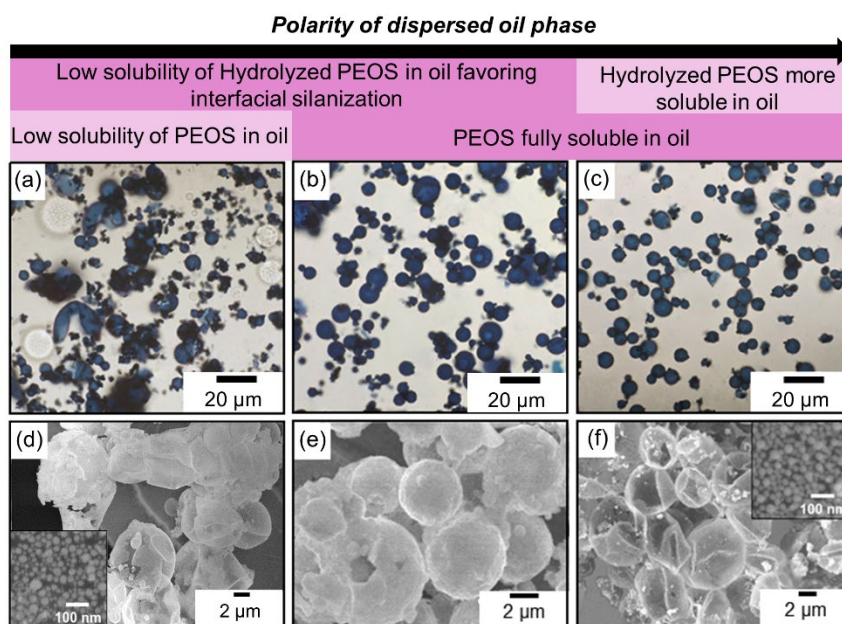 Polarity of dispersed oil phase
Low solubility of Hydrolyzed PEOS in oil favoring
interfacial silanization
Hydrolyzed PEOS more
soluble in oil
Low solubility of PEOS in oil
PEOS fully soluble in oil
(a)
20 µm
(b)
20 µm
(c)
20 µm
(d)
100 nm
2 µm
(e)
2 µm
(f)
100 nm
2 µm